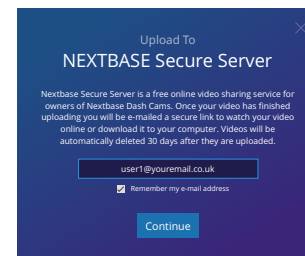 Upload To
NEXTBASE Secure Server
Nextbase Secure Server is a free online video sharing service for
owners of Nextbase Dash Cams. Once your video has finished
uploading you will be e-mailed a secure link to watch your video
online or download it to your computer. Videos will be
automatically deleted 30 days after they are uploaded.
user1@youremail.co.uk
Remember my e-mail address
Continue